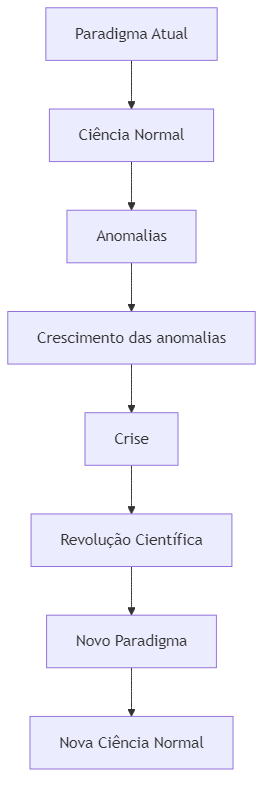 Paradigma Atual
Ciência Normal
Anomalias
Crescimento das anomalias
Crise
Revolução Científica
Novo Paradigma
Nova Ciência Normal